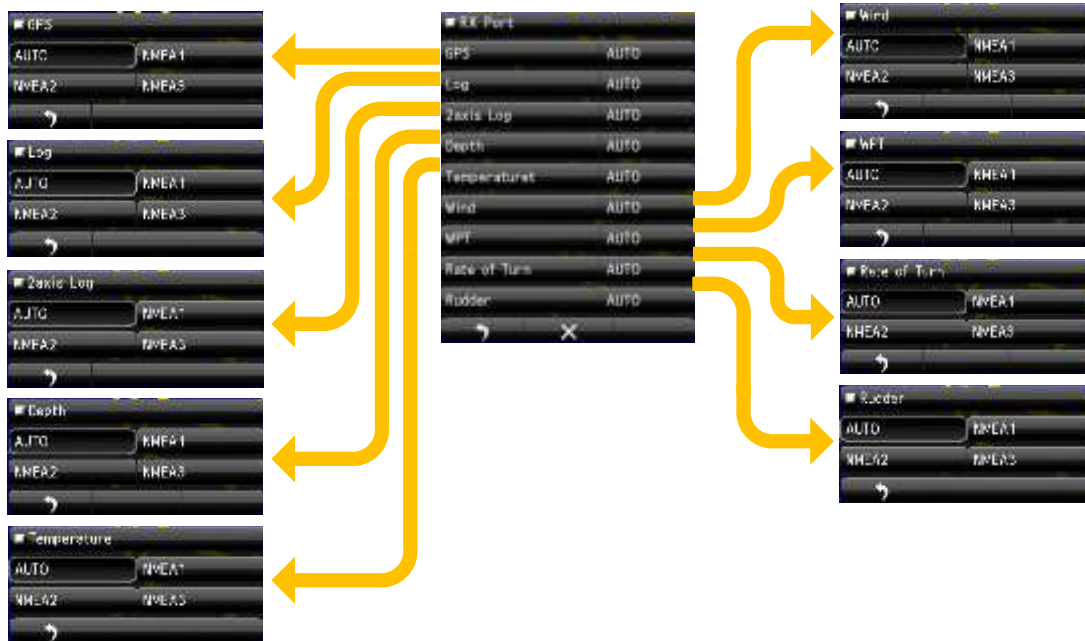 GPS
AUTO NMEA1
NMEA2 NMEA3
Log
AUTO NMEA1
NMEA2 NMEA3
2axis Log
AUTO NMEA1
NMEA2 NMEA3
Depth
AUTO NMEA1
NMEA2 NMEA3
Temperature
AUTO NMEA1
NMEA2 NMEA3
RX Port
GPS AUTO
Log AUTO
2axis Log AUTO
Depth AUTO
Temperaturet AUTO
Wind AUTO
WPT AUTO
Rate of Turn AUTO
Rudder AUTO
Wind
AUTO NMEA1
NMEA2 NMEA3
WPT
AUTO NMEA1
NMEA2 NMEA3
Rate of Turn
AUTO NMEA1
NMEA2 NMEA3
Rudder
AUTO NMEA1
NMEA2 NMEA3